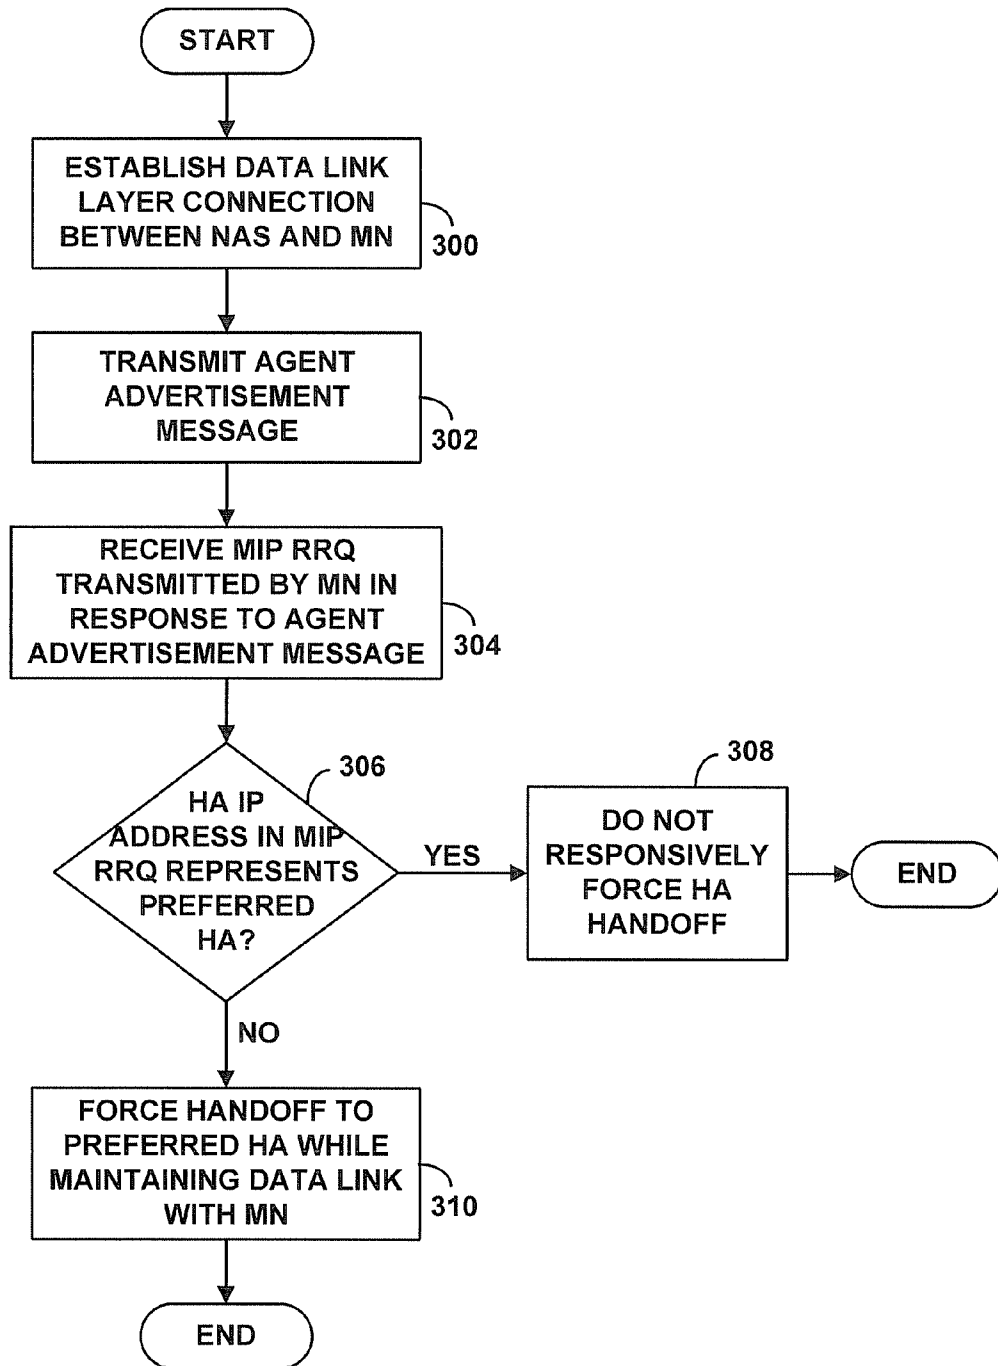 START
ESTABLISH DATA LINK
LAYER CONNECTION
BETWEEN NAS AND MN
300
TRANSMIT AGENT
ADVERTISEMENT
MESSAGE
302
RECEIVE MIP RRQ
TRANSMITTED BY MN IN
RESPONSE TO AGENT
ADVERTISEMENT MESSAGE
304
306
HA IP
ADDRESS IN MIP
RRQ REPRESENTS
PREFERRED
HA?
YES
308
DO NOT
RESPONSIVELY
FORCE HA
HANDOFF
END
NO
FORCE HANDOFF TO
PREFERRED HA WHILE
MAINTAINING DATA LINK
WITH MN
310
END